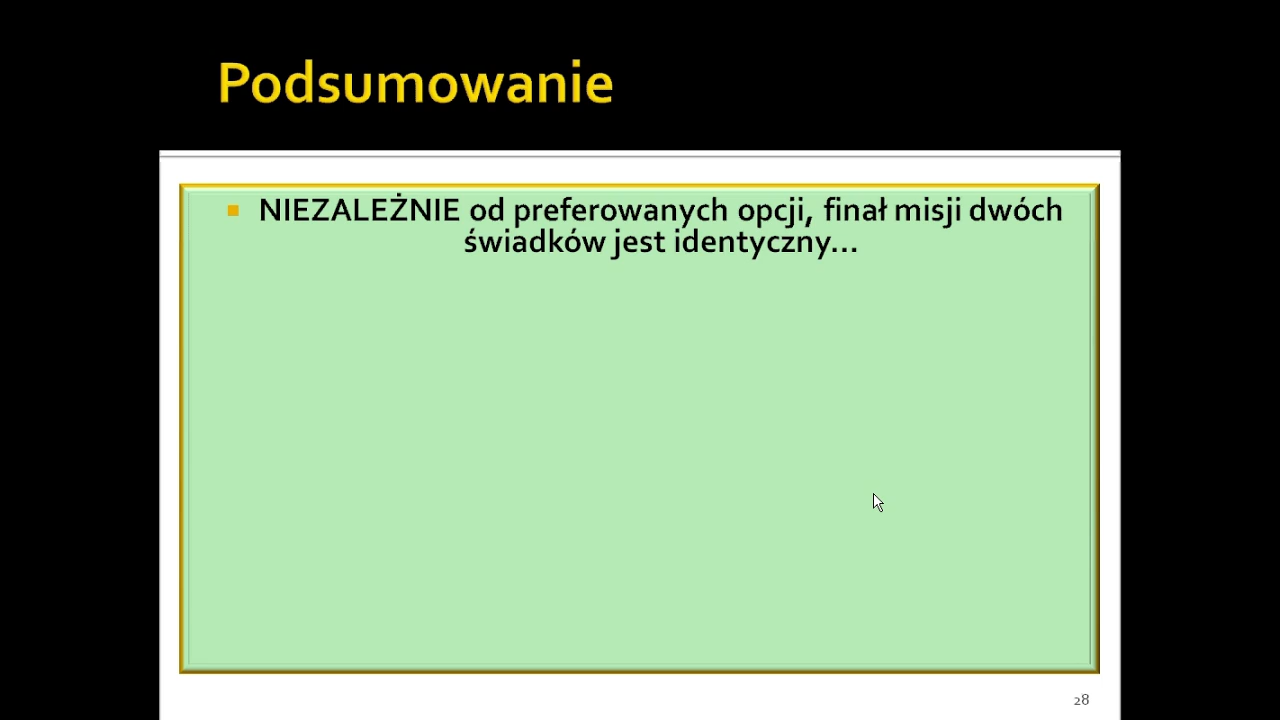 Podsumowanie
NIEZALEŻNIE od preferowanych opcji, finał misji dwóch
świadków jest identyczny...
28